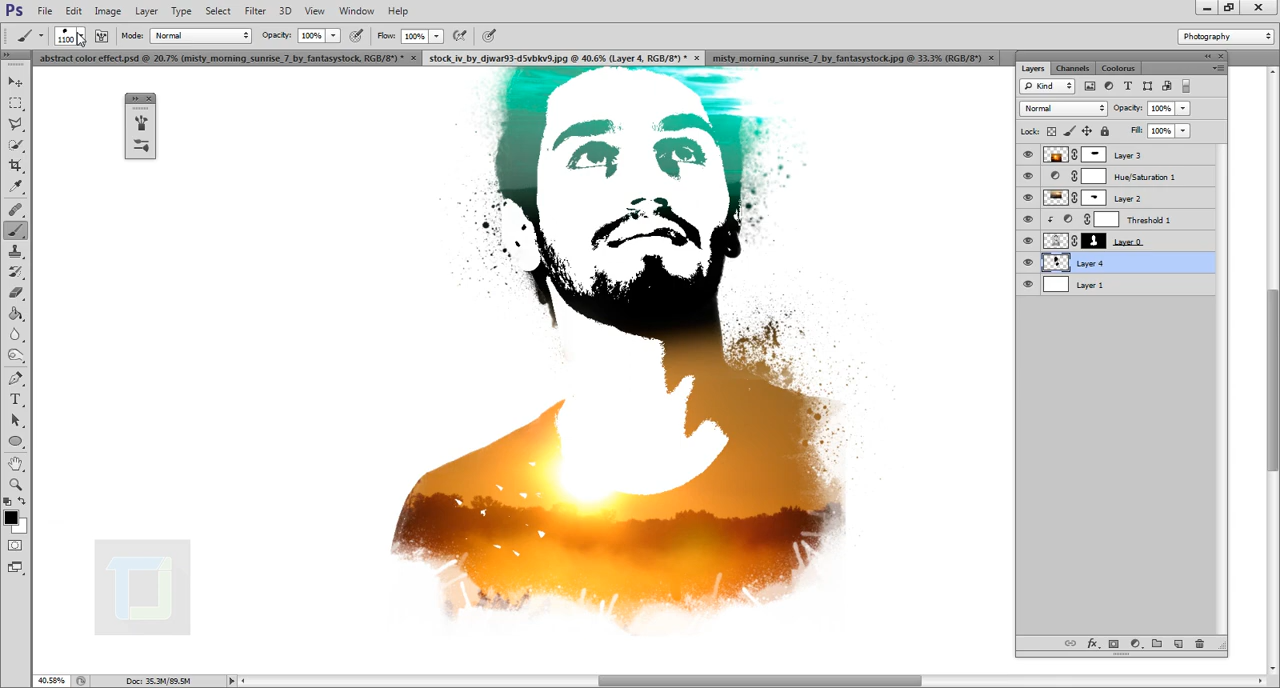 Ps File Edit Image Layer Type Select Filter 3D View Window Help
1100 Mode: Normal Opacity: 100% Flow: 100% Photography
abstract color effect.psd @ 20.7% (misty_morning_sunrise_7_by_fantasystock, RGB/8*) * × stock_iv_by_djwar93-d5vbkv9.jpg @ 40.6% (Layer 4, RGB/8*) * × misty_morning_sunrise_7_by_fantasystock.jpg @ 33.3% (RGB/8*) ×
Layers Channels Coolorus
Kind
Normal Opacity: 100%
Lock: Fill: 100%
Layer 3
Hue/Saturation 1
Layer 2
Threshold 1
Layer 0
Layer 4
Layer 1
TJ
40.58% Doc: 35.3M/89.5M